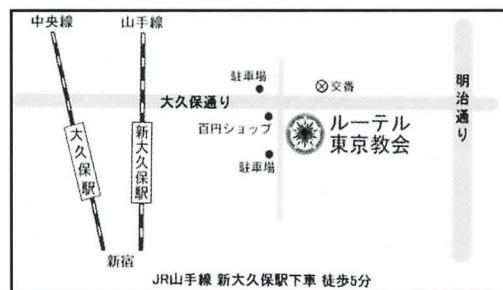 中央線
山手線
駐車場
交番
大久保通り
明治通り
百円ショップ
ルーテル
東京教会
大久保駅
新大久保駅
駐車場
新宿
JR山手線 新大久保駅下車 徒歩5分